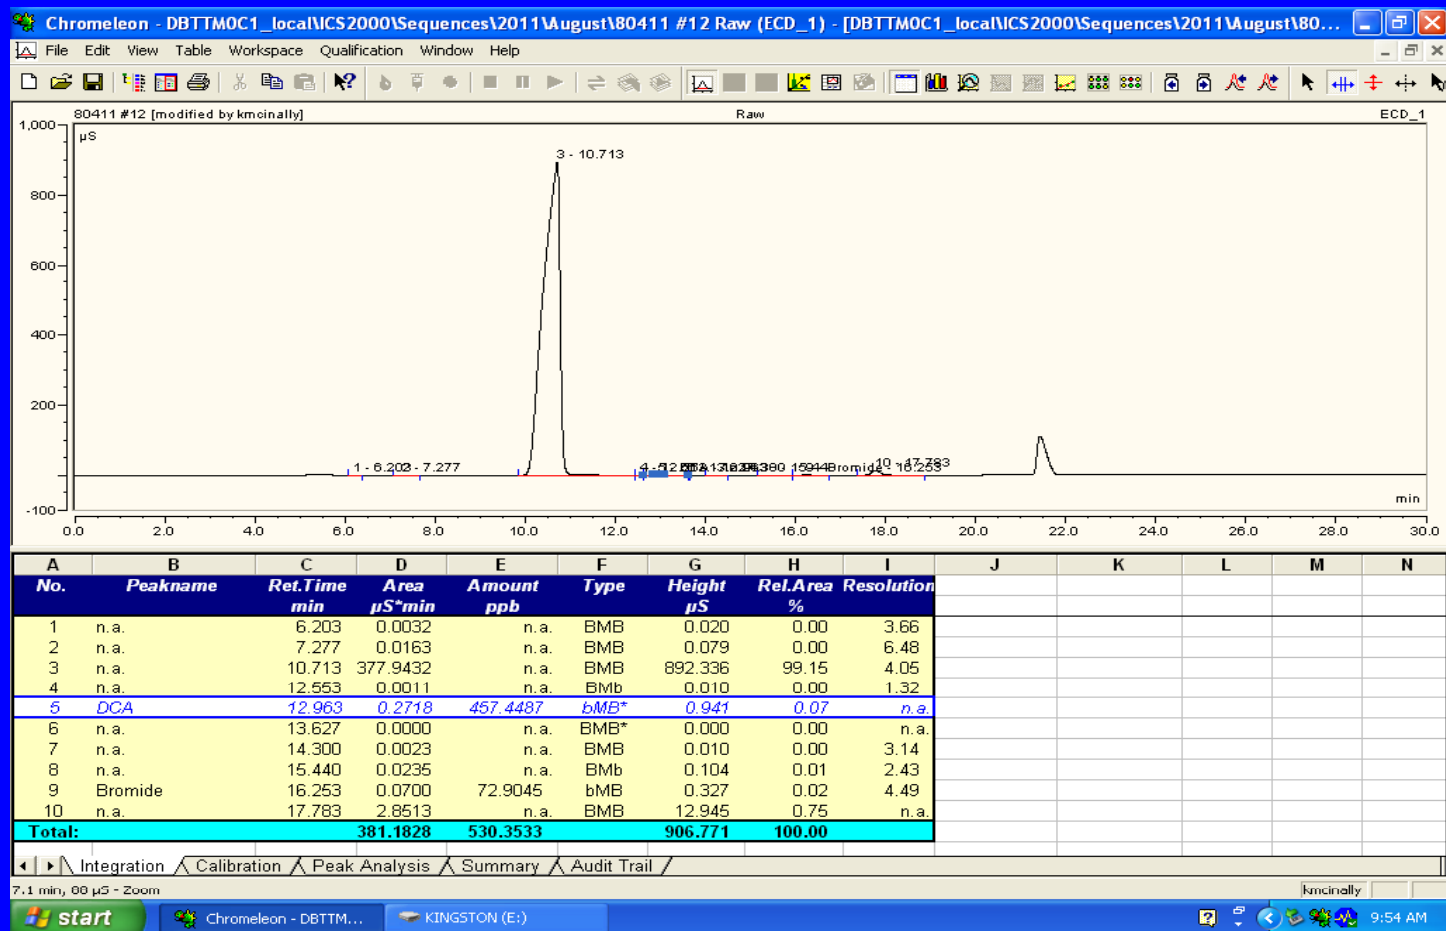 Chromeleon - DBTTM0C1_local\ICS2000\Sequences\2011\August\80411 #12 Raw (ECD_1) - [DBTTM0C1_local\ICS2000\Sequences\2011\August\80...
File Edit View Table Workspace Qualification Window Help
80411 #12 [modified by kmcinally] Raw ECD_1
1,000
µS
3 - 10.713
800
600
400
200
1 - 6.203 2 - 7.277 10 - 17.783
Bromide - 16.253
-100
min
0.0 2.0 4.0 6.0 8.0 10.0 12.0 14.0 16.0 18.0 20.0 22.0 24.0 26.0 28.0 30.0
A B C D E F G H I J K L M N
No. Peakname Ret.Time Area Amount Type Height Rel.Area Resolution
min µS*min ppb µS %
1 n.a. 6.203 0.0032 n.a. BMB 0.020 0.00 3.66
2 n.a. 7.277 0.0163 n.a. BMB 0.079 0.00 6.48
3 n.a. 10.713 377.9432 n.a. BMB 892.336 99.15 4.05
4 n.a. 12.553 0.0011 n.a. BMb 0.010 0.00 1.32
5 DCA 12.963 0.2718 457.4487 bMB* 0.941 0.07 n.a.
6 n.a. 13.627 0.0000 n.a. BMB* 0.000 0.00 n.a.
7 n.a. 14.300 0.0023 n.a. BMB 0.010 0.00 3.14
8 n.a. 15.440 0.0235 n.a. BMb 0.104 0.01 2.43
9 Bromide 16.253 0.0700 72.9045 bMB 0.327 0.02 4.49
10 n.a. 17.783 2.8513 n.a. BMB 12.945 0.75 n.a.
Total: 381.1828 530.3533 906.771 100.00
Integration Calibration Peak Analysis Summary Audit Trail
7.1 min, 88 µS - Zoom kmcinally
start Chromeleon - DBTTM... KINGSTON (E:) 9:54 AM